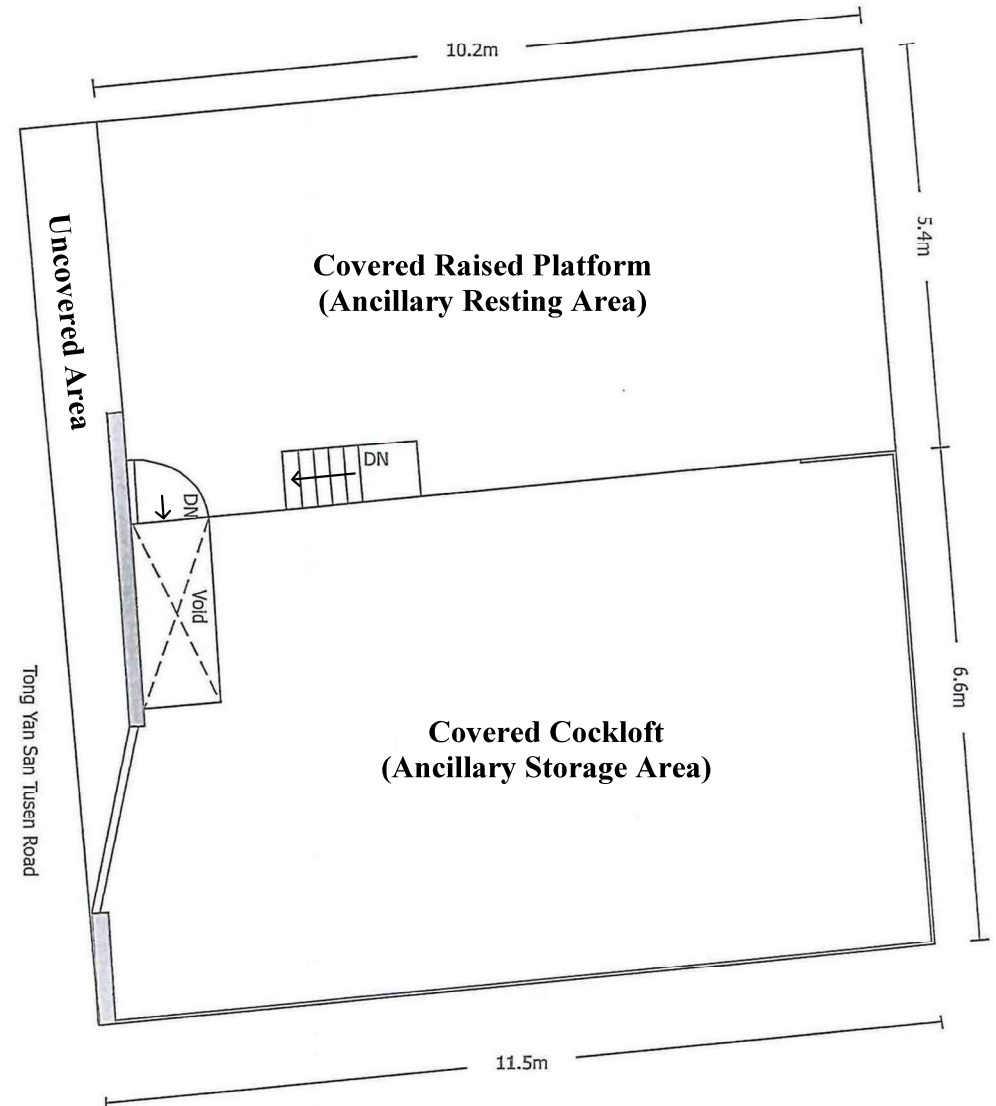 10.2m
5.4m
Uncovered Area
Covered Raised Platform
(Ancillary Resting Area)
DN
DN
Void
6.6m
Tong Yan San Tusen Road
Covered Cockloft
(Ancillary Storage Area)
11.5m